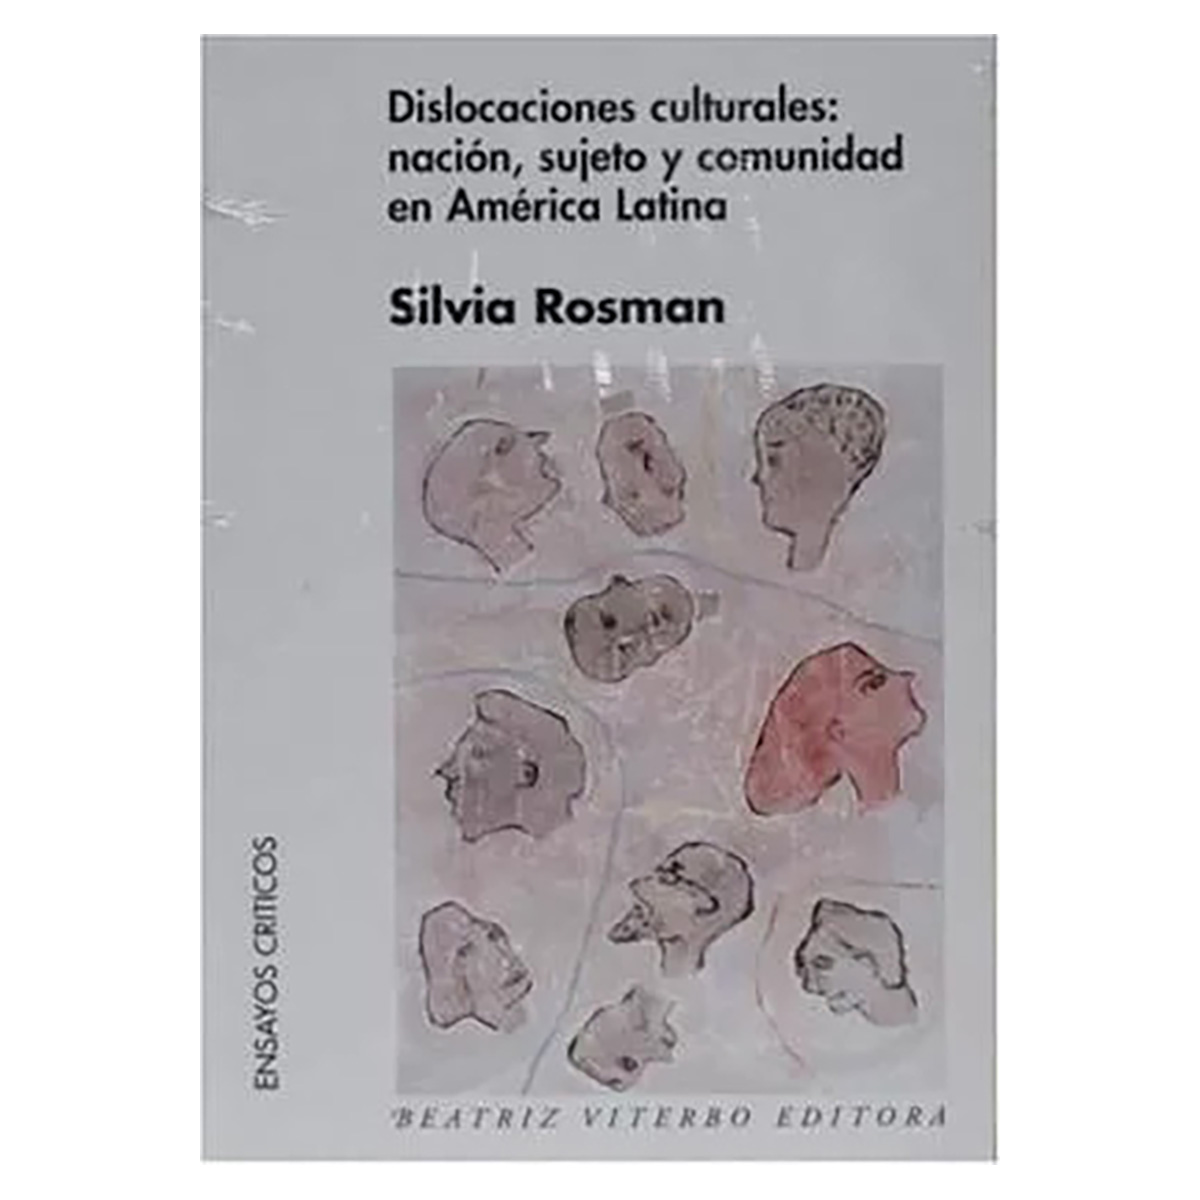 Dislocaciones culturales:
nación, sujeto y comunidad
en América Latina
Silvia Rosman
ENSAYOS CRITICOS
BEATRIZ VITERBO EDITORA